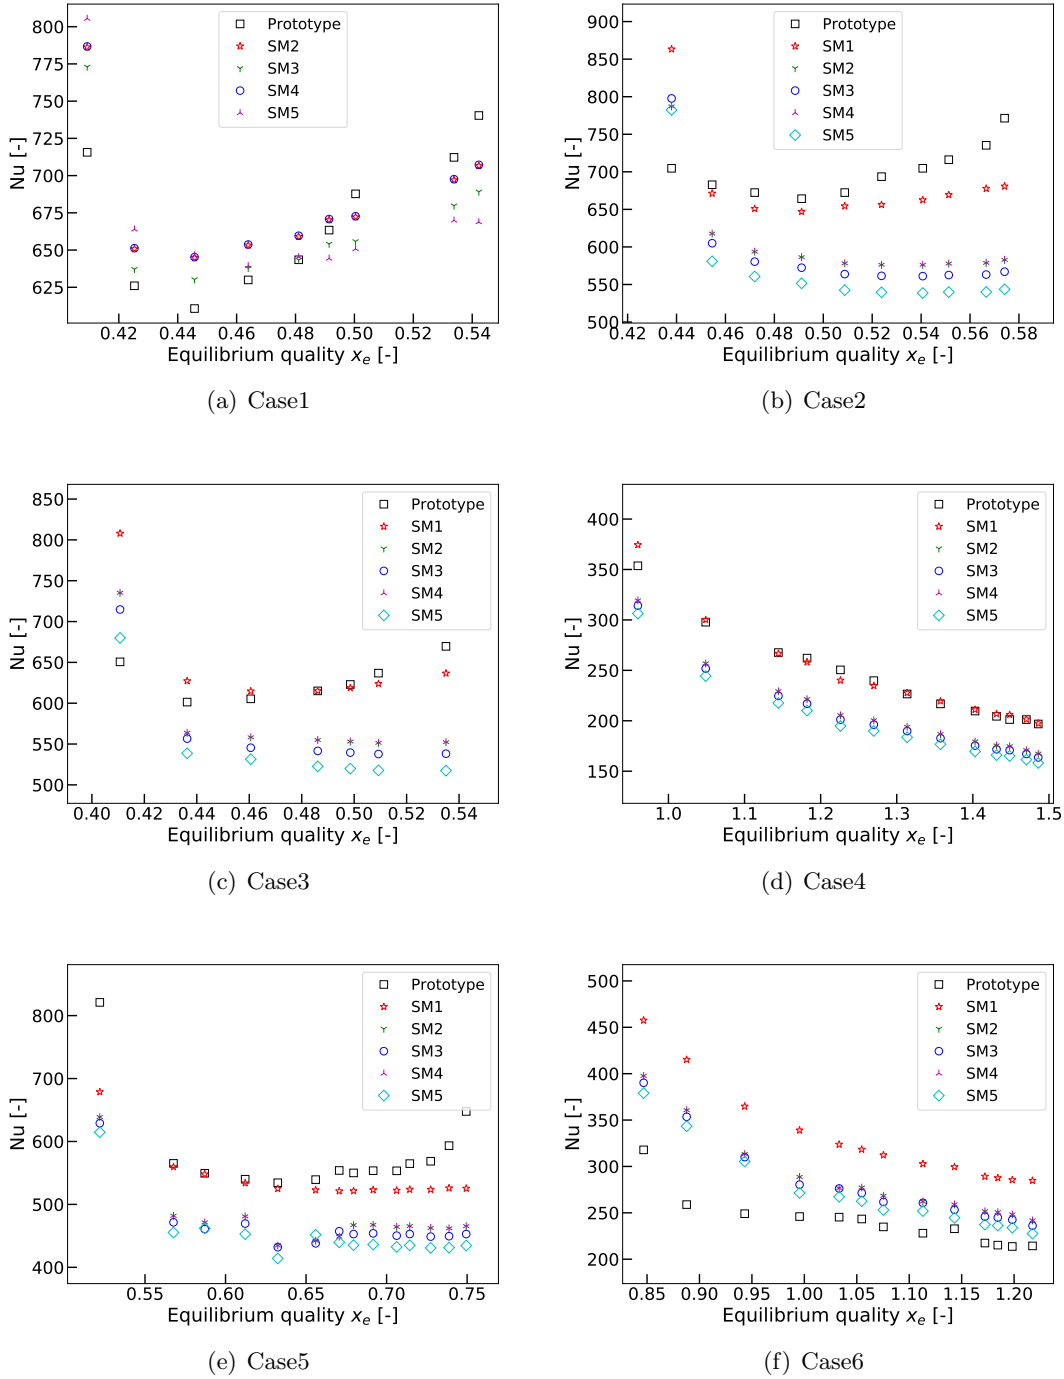 800
775
750
725
700
675
650
625
Nu [-]
0.42
0.44
0.46
0.48
0.50
0.52
0.54
Equilibrium quality xₑ [-]
Prototype
SM2
SM3
SM4
SM5
(a) Case1
900
850
800
750
700
650
600
550
500
Nu [-]
0.42
0.44
0.46
0.48
0.50
0.52
0.54
0.56
0.58
Equilibrium quality xₑ [-]
Prototype
SM1
SM2
SM3
SM4
SM5
(b) Case2
850
800
750
700
650
600
550
500
Nu [-]
0.40
0.42
0.44
0.46
0.48
0.50
0.52
0.54
Equilibrium quality xₑ [-]
Prototype
SM1
SM2
SM3
SM4
SM5
(c) Case3
400
350
300
250
200
150
Nu [-]
1.0
1.1
1.2
1.3
1.4
1.5
Equilibrium quality xₑ [-]
Prototype
SM1
SM2
SM3
SM4
SM5
(d) Case4
800
700
600
500
400
Nu [-]
0.55
0.60
0.65
0.70
0.75
Equilibrium quality xₑ [-]
Prototype
SM1
SM2
SM3
SM4
SM5
(e) Case5
500
450
400
350
300
250
200
Nu [-]
0.85
0.90
0.95
1.00
1.05
1.10
1.15
1.20
Equilibrium quality xₑ [-]
Prototype
SM1
SM2
SM3
SM4
SM5
(f) Case6